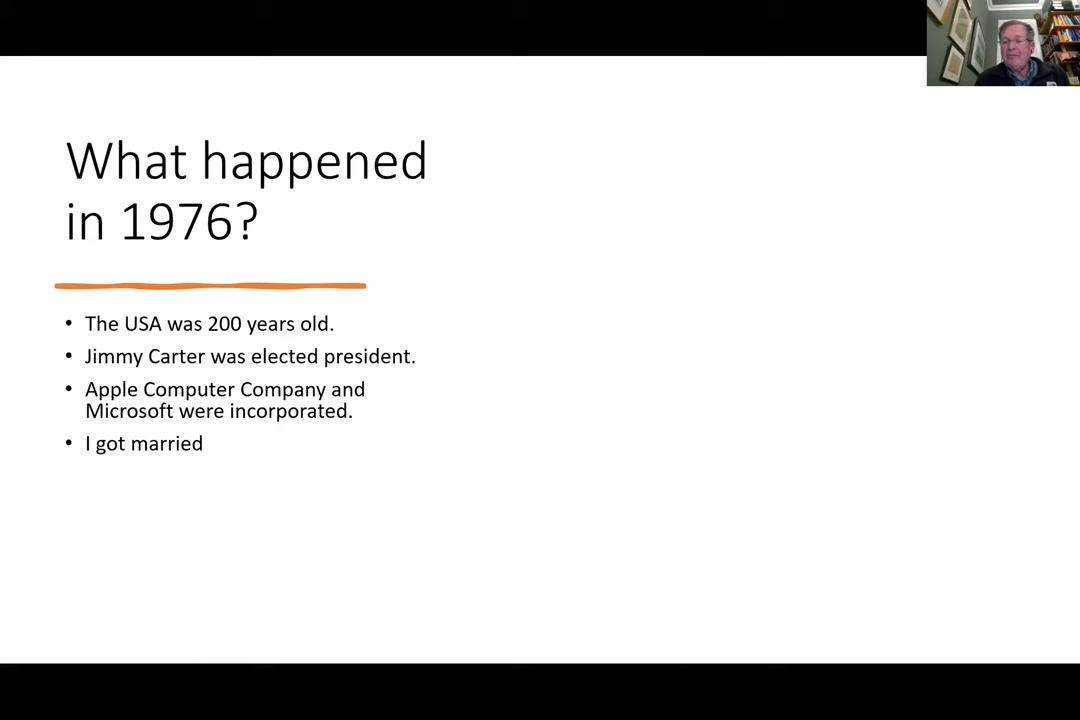 What happened
in 1976?
• The USA was 200 years old.
• Jimmy Carter was elected president.
• Apple Computer Company and
Microsoft were incorporated.
• I got married